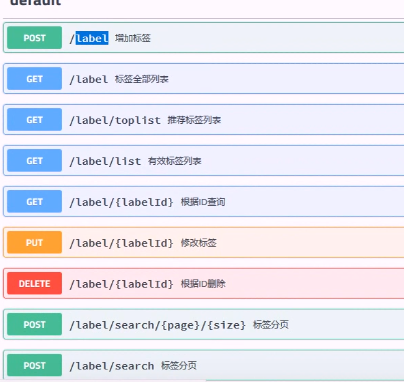 default
POST /label 增加标签
GET /label 标签全部列表
GET /label/toplist 推荐标签列表
GET /label/list 有效标签列表
GET /label/{labelId} 根据ID查询
PUT /label/{labelId} 修改标签
DELETE /label/{labelId} 根据ID删除
POST /label/search/{page}/{size} 标签分页
POST /label/search 标签分页